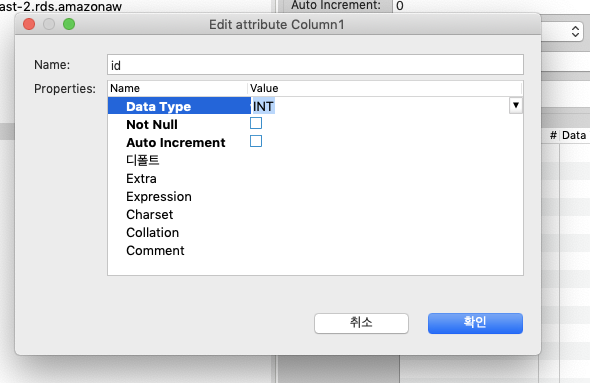 ast-2.rds.amazonaw
Auto Increment: 0
Edit attribute Column1
Name: id
Properties: Name Value
Data Type INT
Not Null
Auto Increment
# Data
디폴트
Extra
Expression
Charset
Collation
Comment
취소 확인